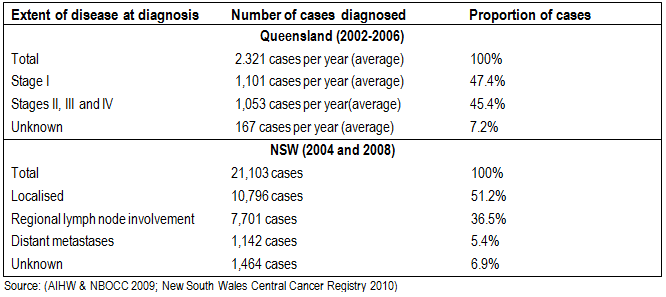 Extent of disease at diagnosis Number of cases diagnosed Proportion of cases
Queensland (2002-2006)
Total 2.321 cases per year (average) 100%
Stage I 1,101 cases per year (average) 47.4%
Stages II, III and IV 1,053 cases per year(average) 45.4%
Unknown 167 cases per year (average) 7.2%
NSW (2004 and 2008)
Total 21,103 cases 100%
Localised 10,796 cases 51.2%
Regional lymph node involvement 7,701 cases 36.5%
Distant metastases 1,142 cases 5.4%
Unknown 1,464 cases 6.9%
Source: (AIHW & NBOCC 2009; New South Wales Central Cancer Registry 2010)